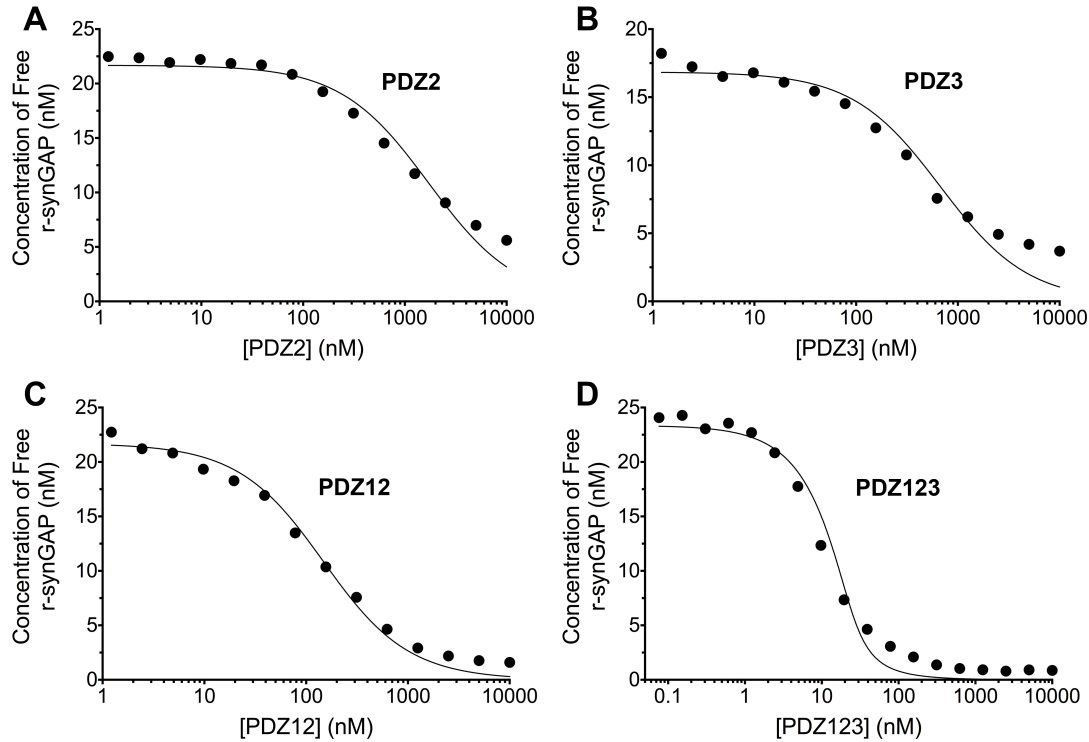 A
Concentration of Free
r-synGAP (nM)
25
20
15
10
5
0
PDZ2
1
10
100
1000
10000
[PDZ2] (nM)
B
Concentration of Free
r-synGAP (nM)
20
15
10
5
0
PDZ3
1
10
100
1000
10000
[PDZ3] (nM)
C
Concentration of Free
r-synGAP (nM)
25
20
15
10
5
0
PDZ12
1
10
100
1000
10000
[PDZ12] (nM)
D
Concentration of Free
r-synGAP (nM)
25
20
15
10
5
0
PDZ123
0.1
1
10
100
1000
10000
[PDZ123] (nM)